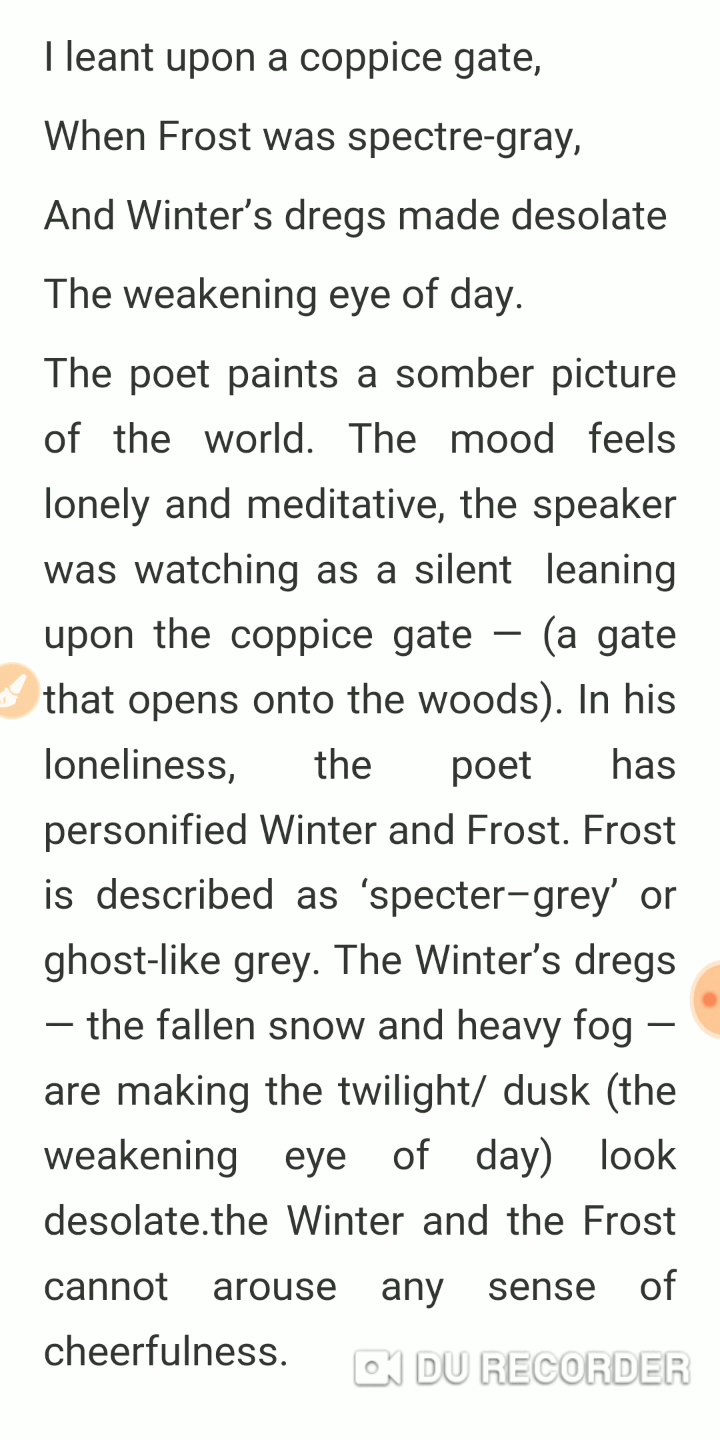 I leant upon a coppice gate,
When Frost was spectre-gray,
And Winter’s dregs made desolate
The weakening eye of day.
The poet paints a somber picture
of the world. The mood feels
lonely and meditative, the speaker
was watching as a silent leaning
upon the coppice gate — (a gate
that opens onto the woods). In his
loneliness, the poet has
personified Winter and Frost. Frost
is described as ‘specter–grey’ or
ghost-like grey. The Winter’s dregs
— the fallen snow and heavy fog —
are making the twilight/ dusk (the
weakening eye of day) look
desolate.the Winter and the Frost
cannot arouse any sense of
cheerfulness.
DU RECORDER